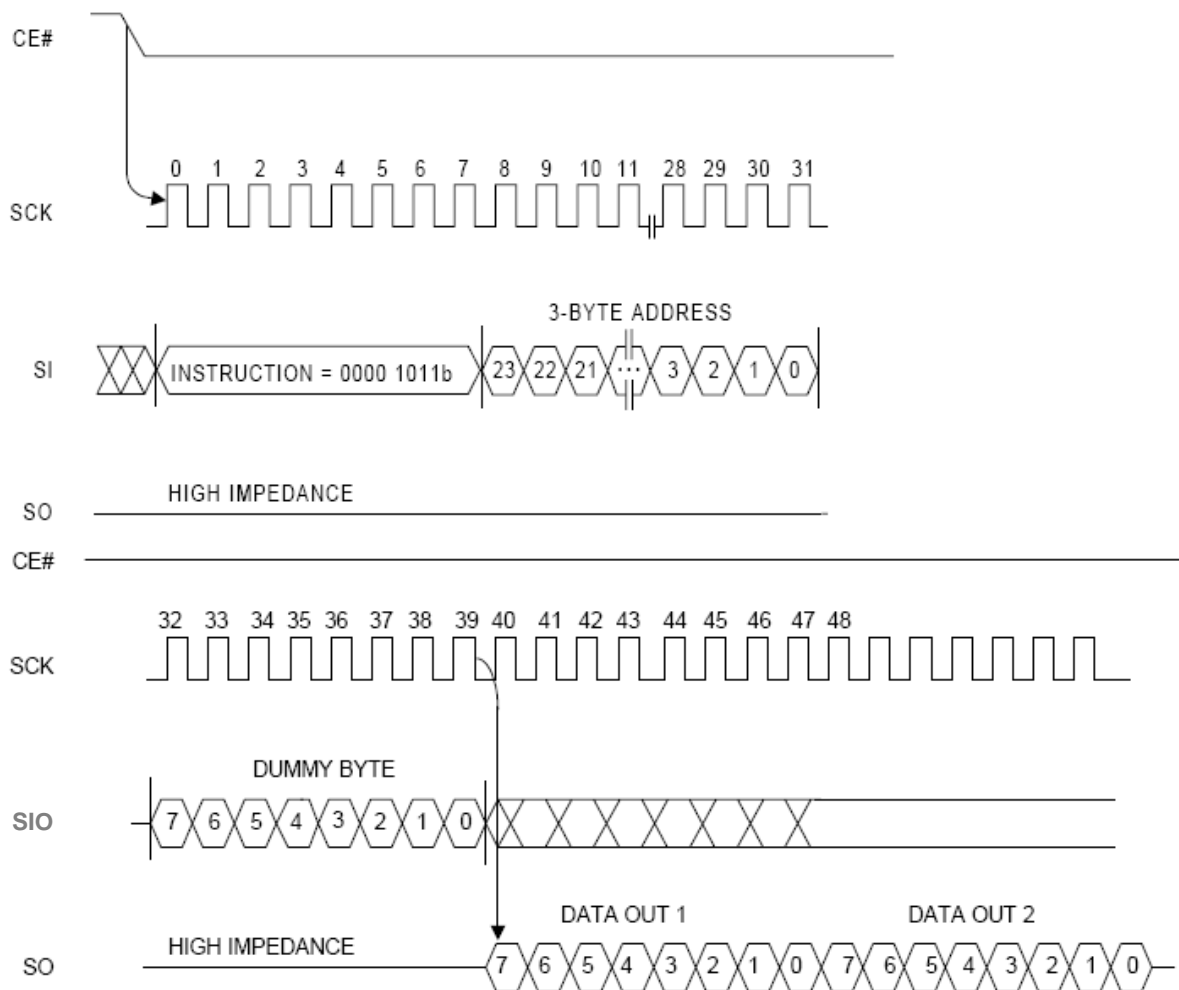 CE#
0 1 2 3 4 5 6 7 8 9 10 11 28 29 30 31
SCK
3-BYTE ADDRESS
SI INSTRUCTION = 0000 1011b 23 22 21 ... 3 2 1 0
HIGH IMPEDANCE
SO
CE#
32 33 34 35 36 37 38 39 40 41 42 43 44 45 46 47 48
SCK
DUMMY BYTE
SIO 7 6 5 4 3 2 1 0
DATA OUT 1 DATA OUT 2
HIGH IMPEDANCE
SO 7 6 5 4 3 2 1 0 7 6 5 4 3 2 1 0